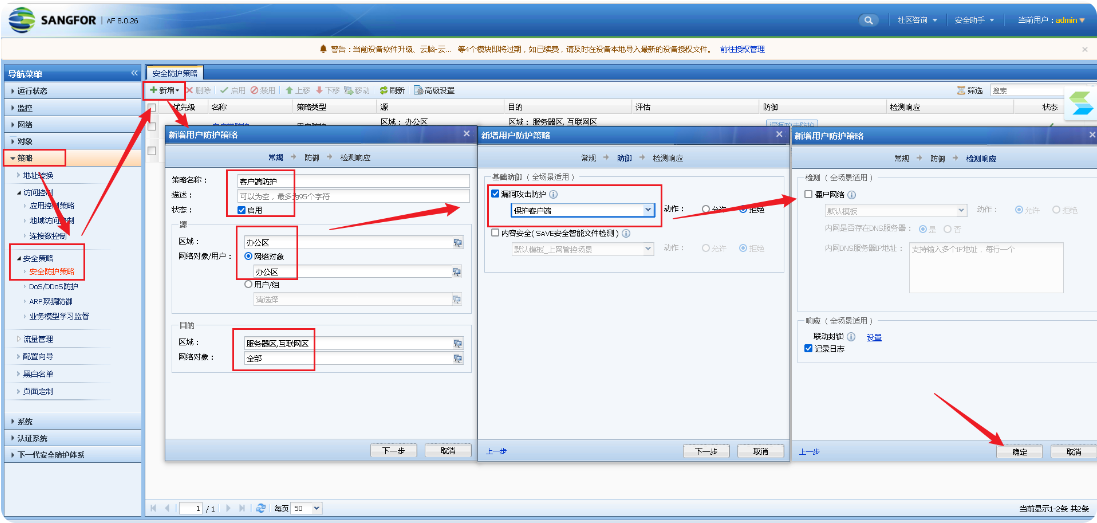 SANGFOR | AF 8.0.26
社区咨询 安全助手 当前用户：admin
警告：当前设备软件升级、云脑-云... 等4个模块即将过期，如已续费，请及时在设备本地导入最新的设备授权文件。 前往授权管理
导航菜单
安全防护策略
运行状态
监控
网络
对象
策略
地址转换
访问控制
应用控制策略
地域访问控制
连接数控制
安全策略
安全防护策略
DoS/DDoS防护
ARP欺骗防御
业务模型学习监督
流量管理
配置向导
黑白名单
页面定制
系统
认证系统
下一代安全防护体系
新增 删除 启用 禁用 上移 下移 移动 刷新 高级设置 筛选 搜索
优先级 名称 策略类型 源 目的 评估 防御 检测响应 状态
区域：办公区 区域：服务器区,互联网区
新增用户防护策略
常规 防御 检测响应
策略名称： 客户端防护
描述： 可以为空，最多为95个字符
状态： 启用
源
区域： 办公区
网络对象/用户： 网络对象
办公区
用户/组
请选择
目的
区域： 服务器区,互联网区
网络对象： 全部
下一步 取消
新增用户防护策略
常规 防御 检测响应
基础防御（全场景适用）
漏洞攻击防护
保护客户端 动作： 允许 拒绝
内容安全(SAVE安全智能文件检测)
默认模板_上网管控场景 动作： 允许 拒绝
上一步 下一步 取消
新增用户防护策略
常规 防御 检测响应
检测（全场景适用）
僵尸网络
默认模板 动作： 允许 拒绝
内网是否存在DNS服务器： 是 否
内网DNS服务器IP地址： 支持输入多个IP地址，每行一个
响应（全场景适用）
联动封锁 设置
记录日志
上一步 确定 取消
1 / 1 每页 50 当前显示1-2条 共2条